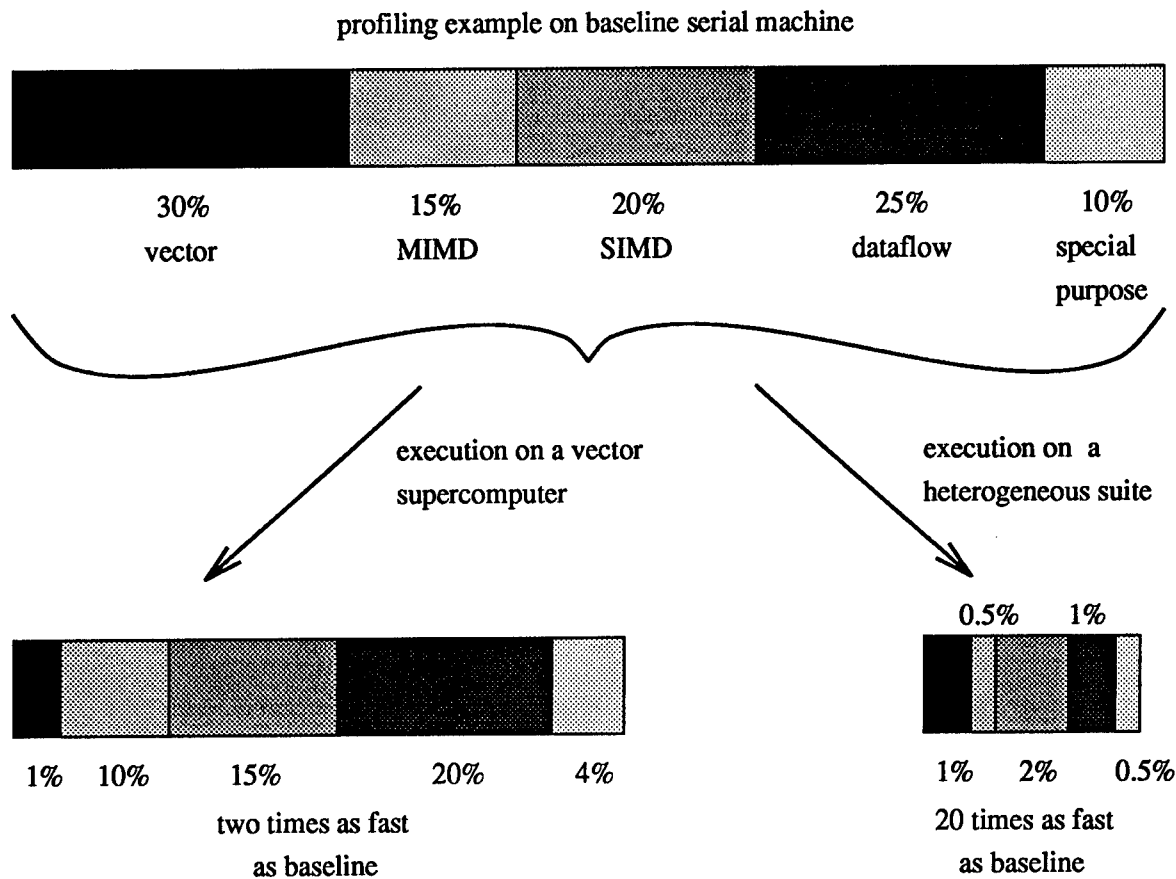 profiling example on baseline serial machine
30% 15% 20% 25% 10%
vector MIMD SIMD dataflow special
purpose
execution on a vector
supercomputer
execution on a
heterogeneous suite
0.5% 1%
1% 10% 15% 20% 4%
two times as fast
as baseline
1% 2% 0.5%
20 times as fast
as baseline